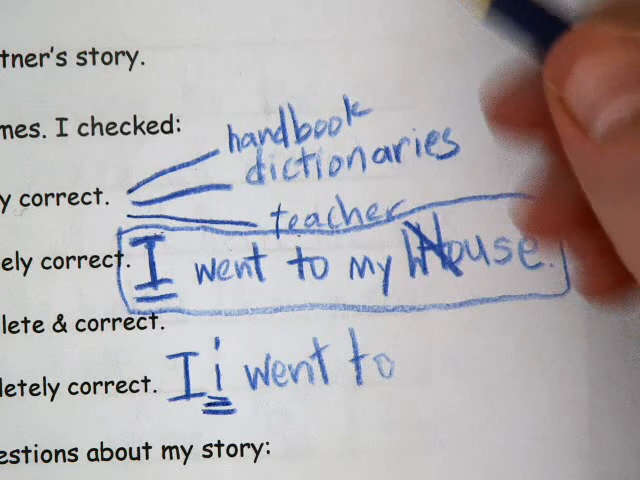 tner's story.
mes. I checked:
handbook
dictionaries
y correct.
teacher
ely correct.
I went to my house.
lete & correct.
letely correct.
I i went to
estions about my story: